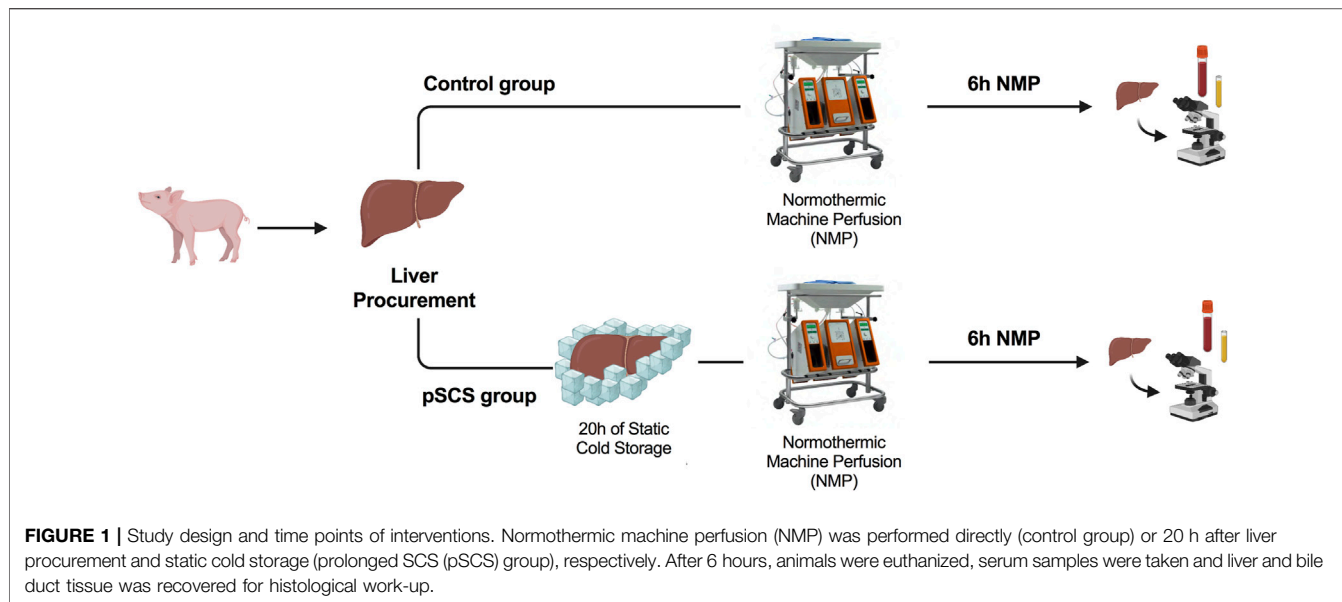 Control group
6h NMP
Normothermic
Machine Perfusion
(NMP)
Liver
Procurement
pSCS group
20h of Static
Cold Storage
Normothermic
Machine Perfusion
(NMP)
6h NMP
FIGURE 1 | Study design and time points of interventions. Normothermic machine perfusion (NMP) was performed directly (control group) or 20 h after liver
procurement and static cold storage (prolonged SCS (pSCS) group), respectively. After 6 hours, animals were euthanized, serum samples were taken and liver and bile
duct tissue was recovered for histological work-up.